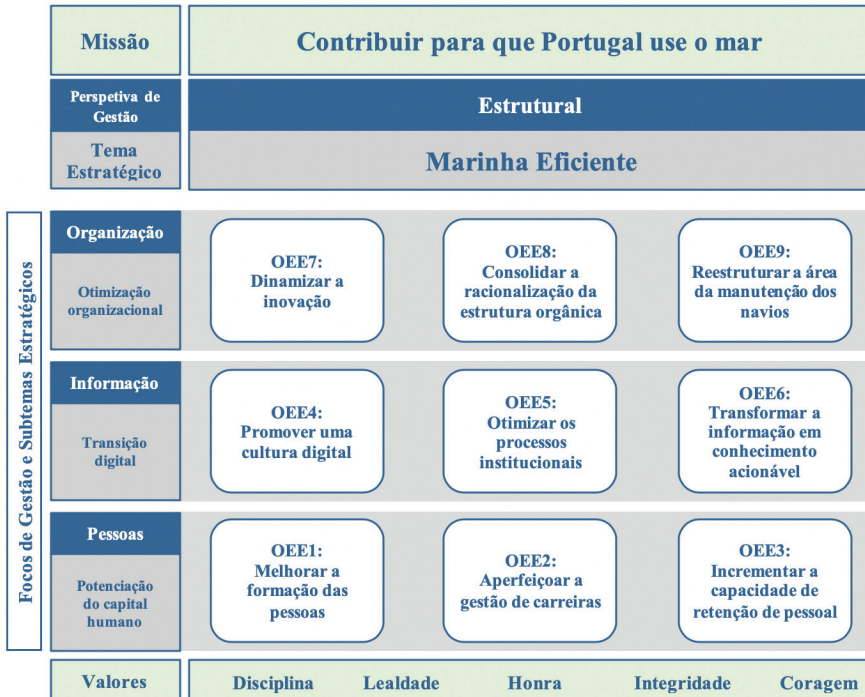 Missão
Contribuir para que Portugal use o mar
Perspetiva de
Gestão
Estrutural
Tema
Estratégico
Marinha Eficiente
Focos de Gestão e Subtemas Estratégicos
Organização
Otimização
organizacional
OEE7:
Dinamizar a
inovação
OEE8:
Consolidar a
racionalização da
estrutura orgânica
OEE9:
Reestruturar a área
da manutenção dos
navios
Informação
Transição
digital
OEE4:
Promover uma
cultura digital
OEE5:
Otimizar os
processos
institucionais
OEE6:
Transformar a
informação em
conhecimento
acionável
Pessoas
Potenciação
do capital
humano
OEE1:
Melhorar a
formação das
pessoas
OEE2:
Aperfeiçoar a
gestão de carreiras
OEE3:
Incrementar a
capacidade de
retenção de pessoal
Valores
Disciplina Lealdade Honra Integridade Coragem